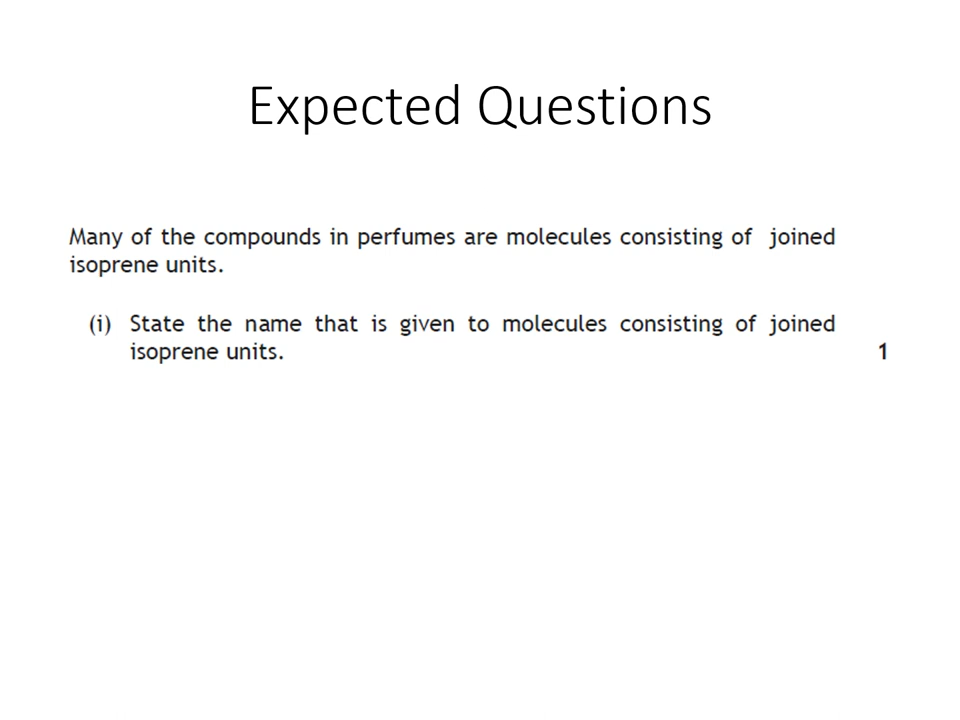 Expected Questions
Many of the compounds in perfumes are molecules consisting of joined
isoprene units.
(i) State the name that is given to molecules consisting of joined
isoprene units. 1